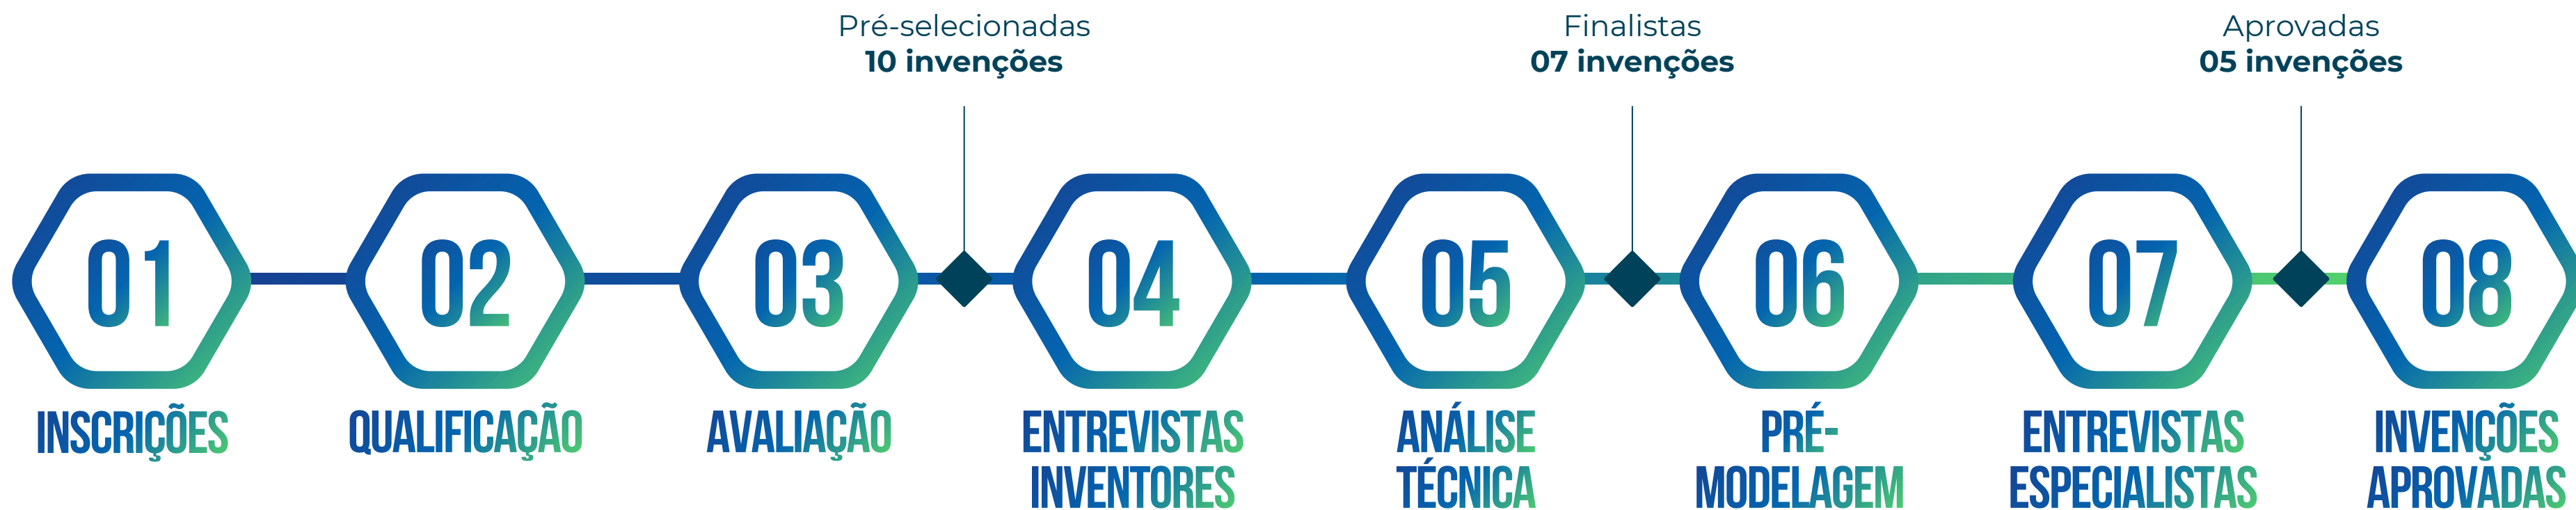 Pré-selecionadas
10 invenções
Finalistas
07 invenções
Aprovadas
05 invenções
01
02
03
04
05
06
07
08
INSCRIÇÕES
QUALIFICAÇÃO
AVALIAÇÃO
ENTREVISTAS
INVENTORES
ANÁLISE
TÉCNICA
PRÉ-
MODELAGEM
ENTREVISTAS
ESPECIALISTAS
INVENÇÕES
APROVADAS